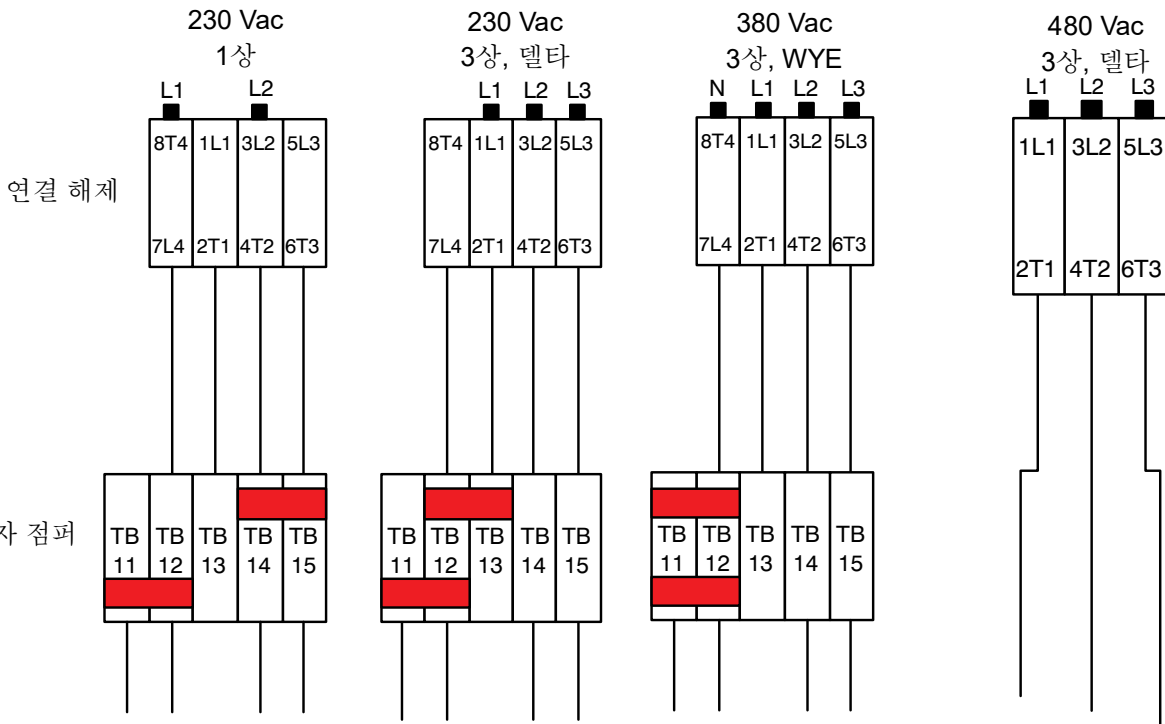 230 Vac
1상
L1 L2
8T4 1L1 3L2 5L3
7L4 2T1 4T2 6T3
230 Vac
3상, 델타
L1 L2 L3
8T4 1L1 3L2 5L3
7L4 2T1 4T2 6T3
380 Vac
3상, WYE
N L1 L2 L3
8T4 1L1 3L2 5L3
7L4 2T1 4T2 6T3
480 Vac
3상, 델타
L1 L2 L3
1L1 3L2 5L3
2T1 4T2 6T3
연결 해제
자 점퍼
TB TB TB TB TB
11 12 13 14 15
TB TB TB TB TB
11 12 13 14 15
TB TB TB TB TB
11 12 13 14 15